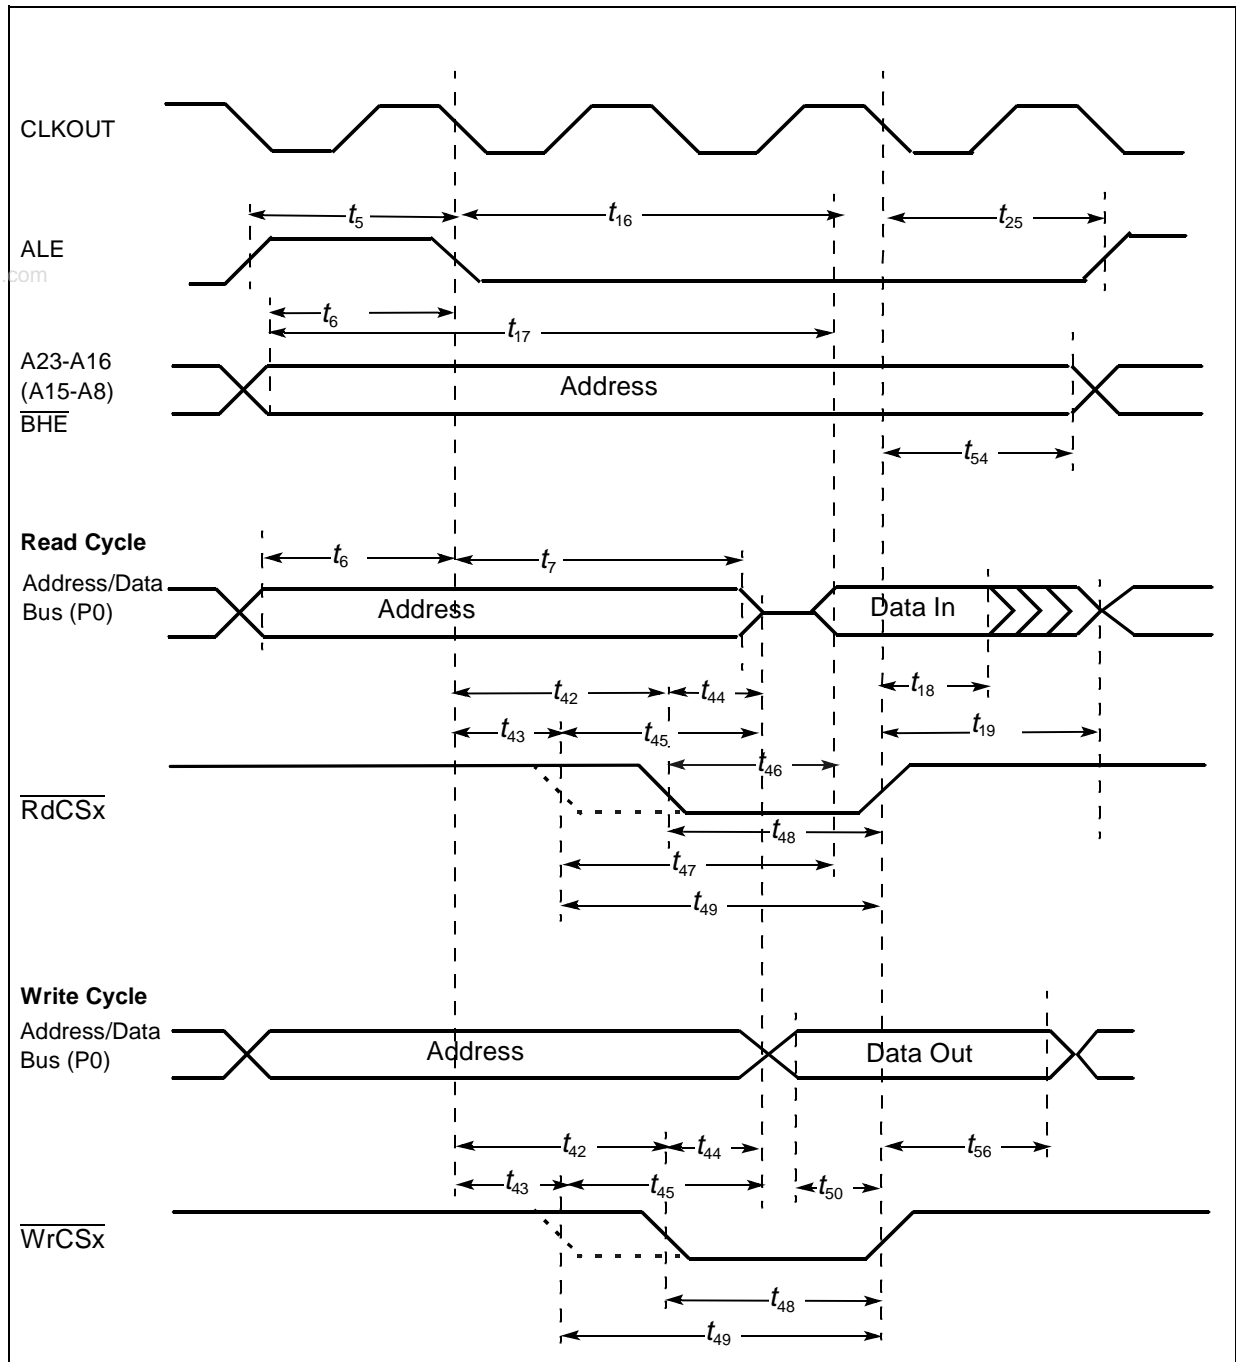 CLKOUT
t5
t16
t25
ALE
.com
t6
t17
A23-A16
(A15-A8)
BHE
Address
t54
Read Cycle
t6
t7
Address/Data
Bus (P0)
Address
Data In
t42
t44
t18
t43
t45
t19
t46
RdCSx
t48
t47
t49
Write Cycle
Address/Data
Bus (P0)
Address
Data Out
t42
t44
t56
t43
t45
t50
WrCSx
t48
t49